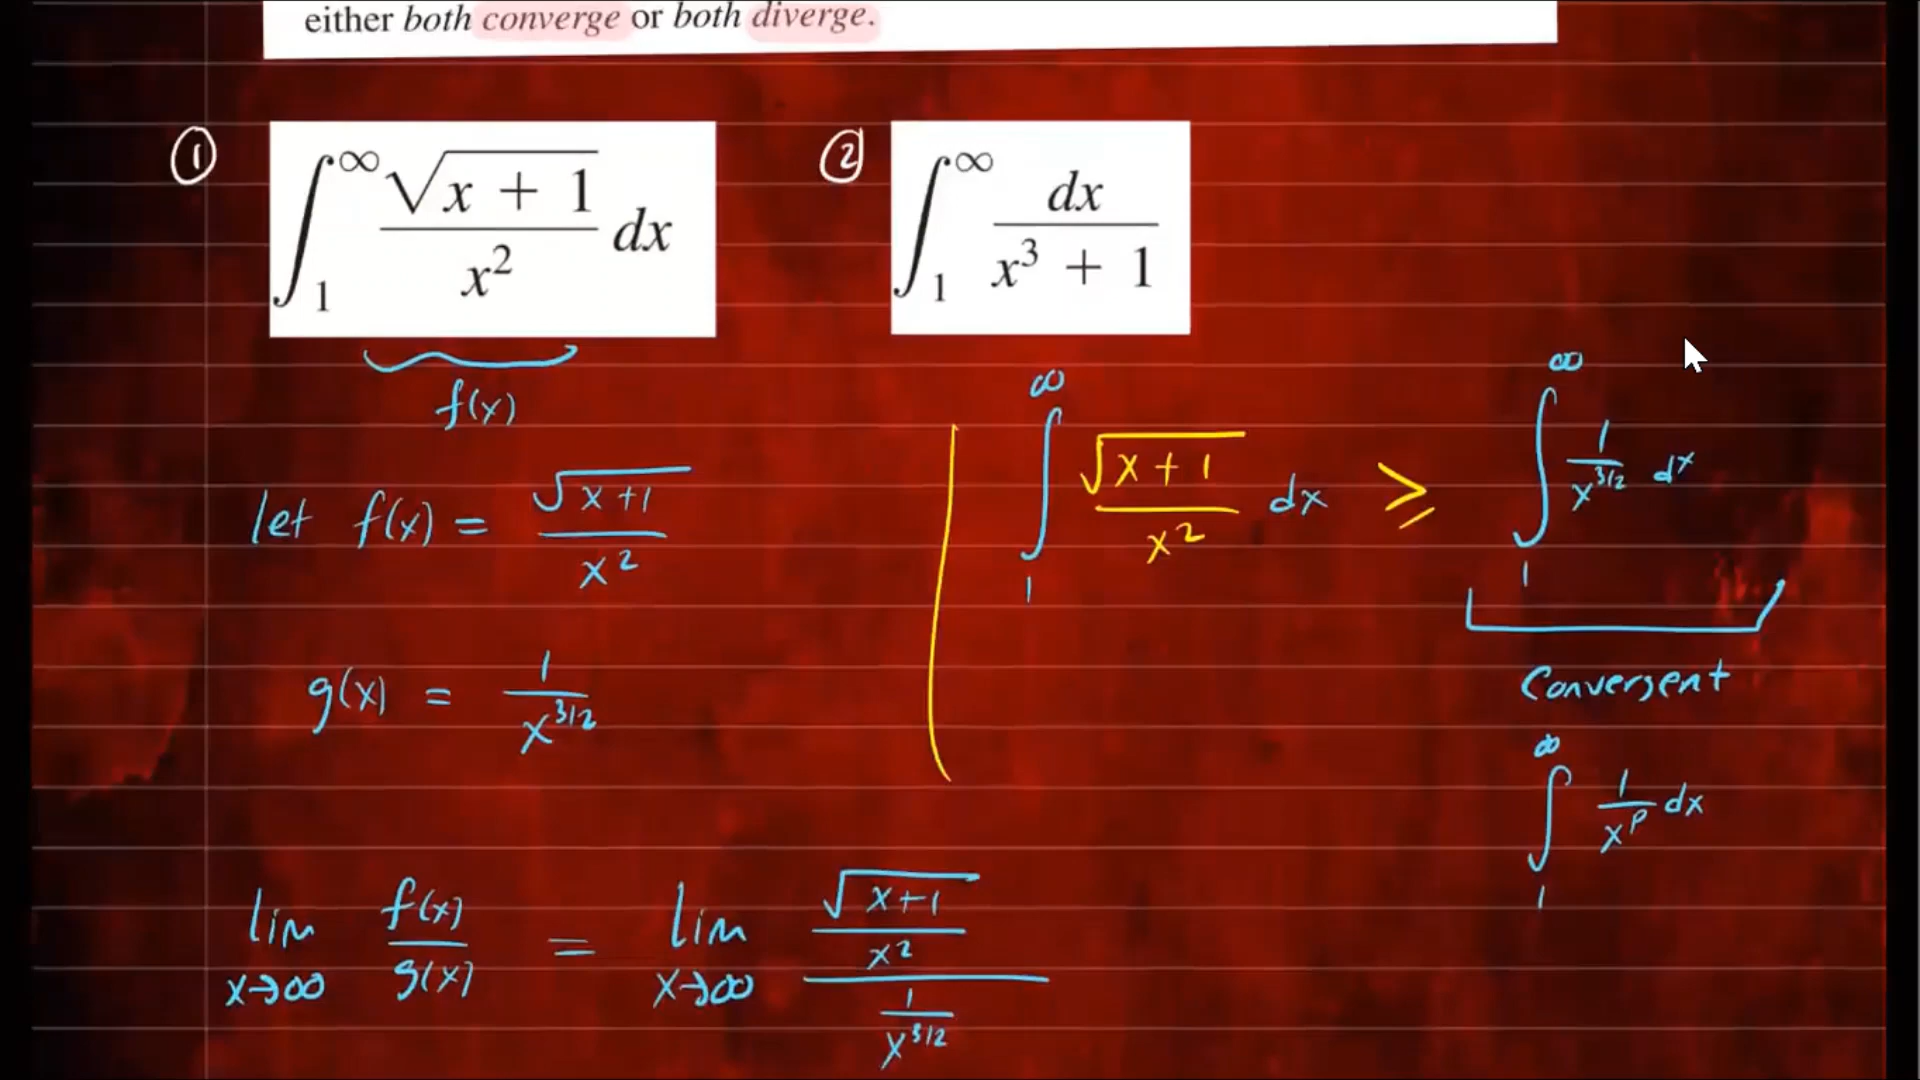 either both converge or both diverge.
① ∫₁^∞ √(x + 1) / x² dx
② ∫₁^∞ dx / (x³ + 1)
f(x)
let f(x) = √(x+1) / x²
∫₁^∞ √(x+1) / x² dx ≥ ∫₁^∞ 1 / x^(3/2) dx
g(x) = 1 / x^(3/2)
Convergent
∫₁^∞ 1 / x^p dx
lim x→∞ f(x) / g(x) = lim x→∞ (√(x+1) / x²) / (1 / x^(3/2))